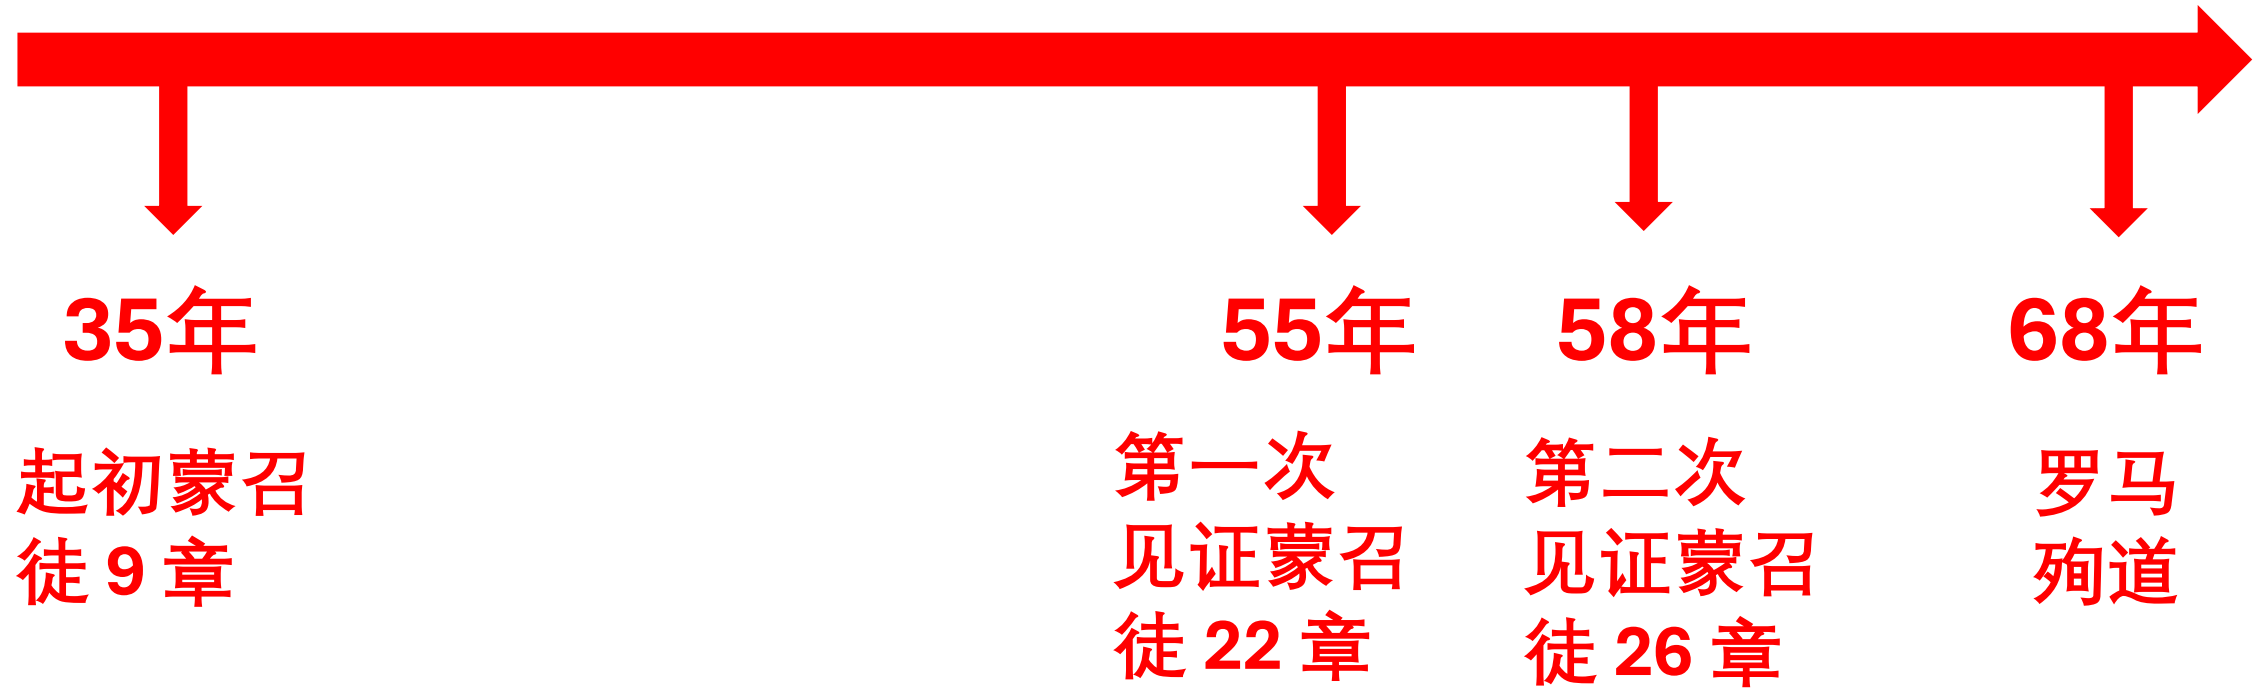 35年
起初蒙召
徒 9 章
55年
第一次
见证蒙召
徒 22 章
58年
第二次
见证蒙召
徒 26 章
68年
罗马
殉道